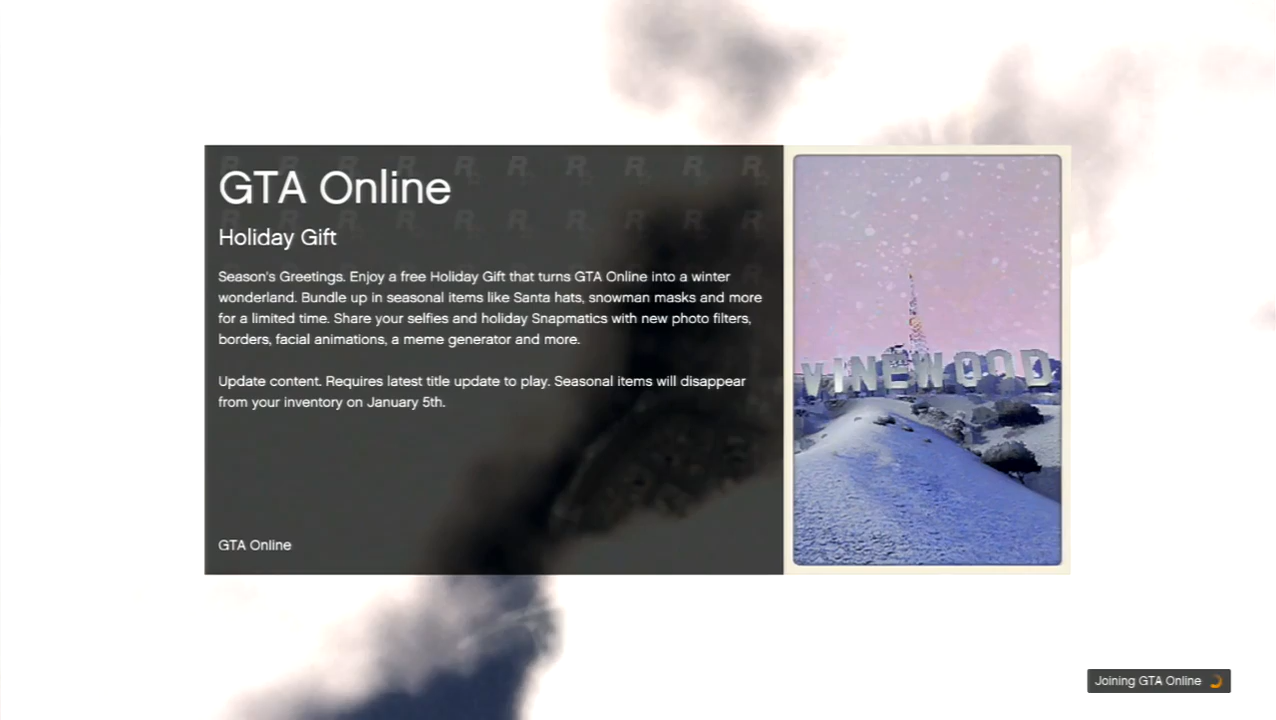 GTA Online
Holiday Gift
Season's Greetings. Enjoy a free Holiday Gift that turns GTA Online into a winter
wonderland. Bundle up in seasonal items like Santa hats, snowman masks and more
for a limited time. Share your selfies and holiday Snapmatics with new photo filters,
borders, facial animations, a meme generator and more.
Update content. Requires latest title update to play. Seasonal items will disappear
from your inventory on January 5th.
GTA Online
VINEWOOD
Joining GTA Online